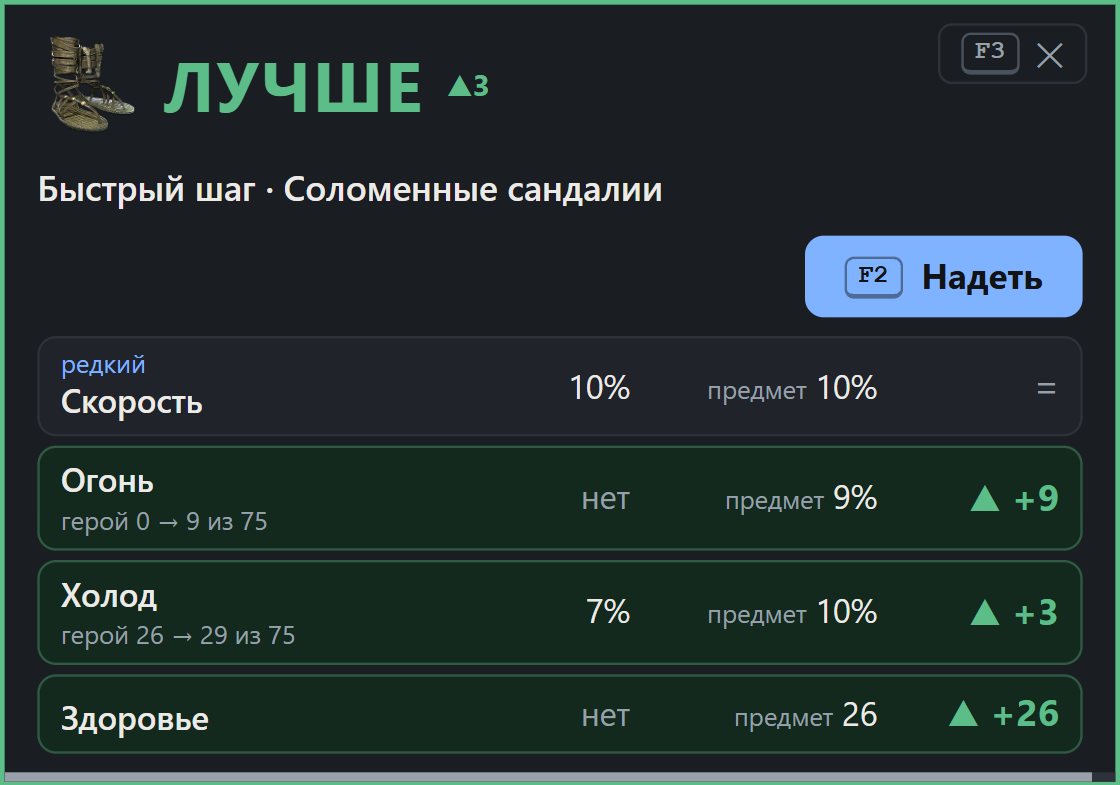 ЛУЧШЕ ▲3
F3 ×
Быстрый шаг · Соломенные сандалии
F2 Надеть
редкий
Скорость 10% предмет 10% =
Огонь нет предмет 9% ▲ +9
герой 0 → 9 из 75
Холод 7% предмет 10% ▲ +3
герой 26 → 29 из 75
Здоровье нет предмет 26 ▲ +26